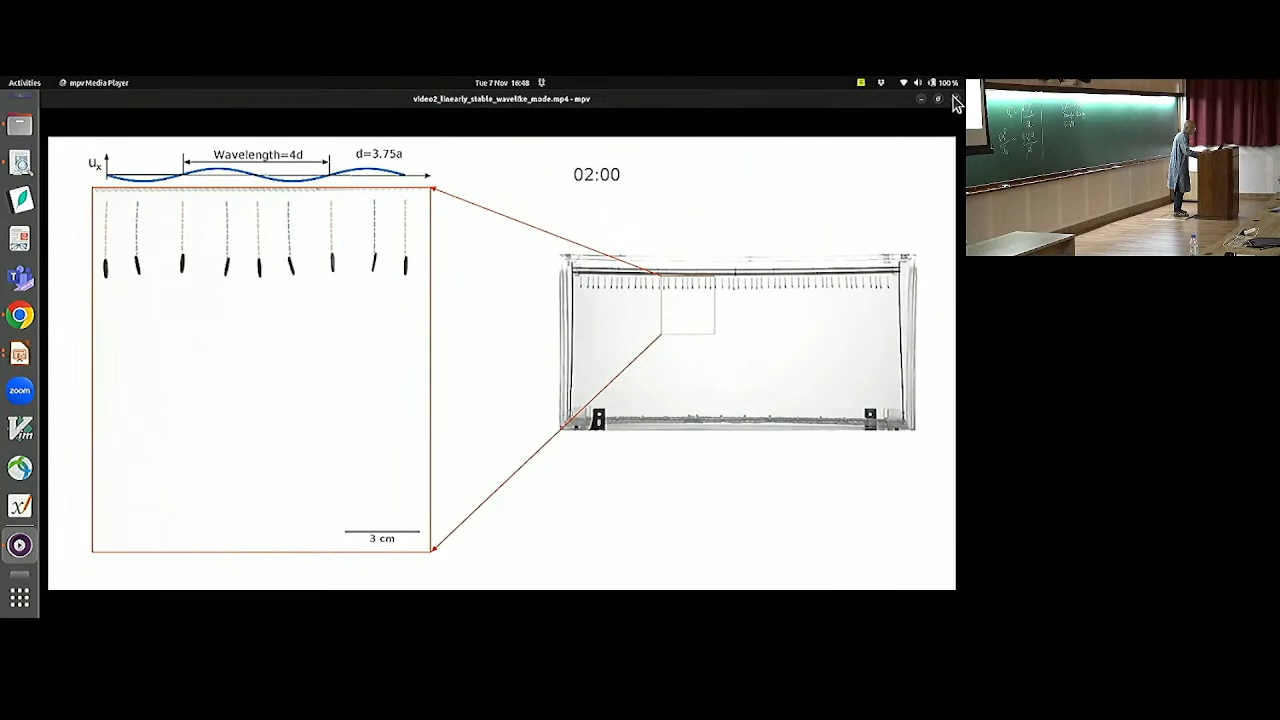 Activities
mpv Media Player
Tue 7 Nov 16:48
100 %
video2_linearly_stable_wavelike_mode.mp4 - mpv
Wavelength=4d
d=3.75a
uₓ
02:00
3 cm
zoom
Vim